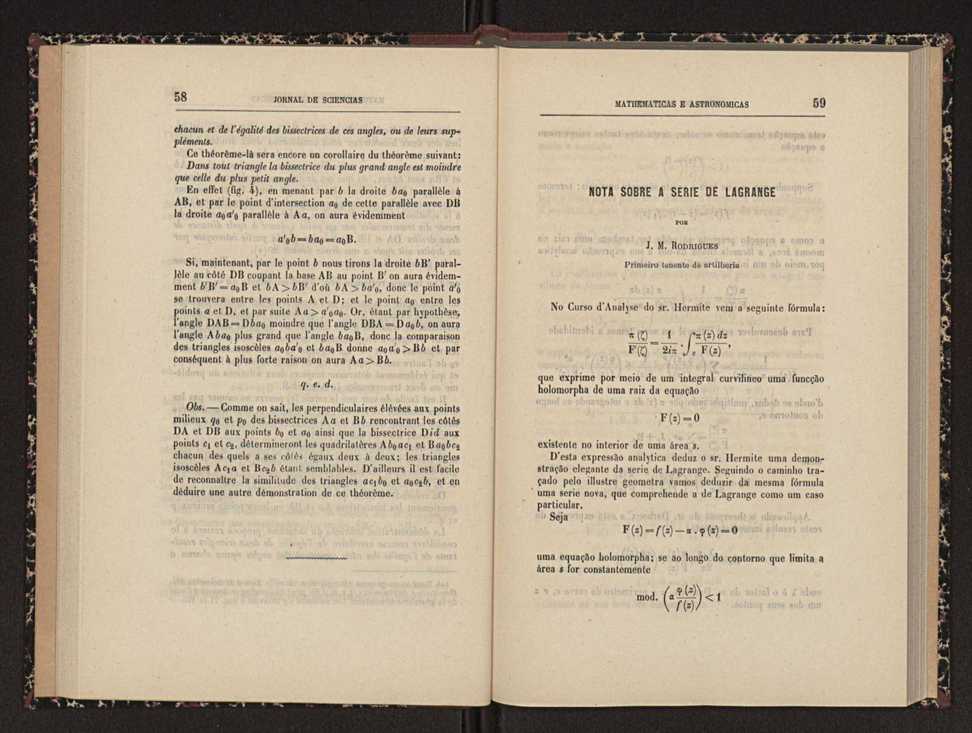 58
JORNAL DE SCIENCIAS
chacun et de l'égalité des bissectrices de ces angles, ou de leurs sup-
pléments.
Ce théorème-là sera encore un corollaire du théorème suivant:
Dans tout triangle la bissectrice du plus grand angle est moindre
que celle du plus petit angle.
En effet (fig. 4), en menant par b la droite ba₀ parallèle à
AB, et par le point d'intersection a₀ de cette parallèle avec DB
la droite a₀a'₀ parallèle à Aa, on aura évidemment
a'₀b=ba₀=a₀B.
Si, maintenant, par le point b nous tirons la droite bB' paral-
lèle au côté DB coupant la base AB au point B' on aura évidem-
ment b'B'=a₀B et bA>bB' d'où bA>ba'₀, donc le point a'₀
se trouvera entre les points A et D; et le point a₀ entre les
points a et D, et par suite Aa>a'₀a₀. Or, étant par hypothèse,
l'angle DAB=Dba₀ moindre que l'angle DBA=Da₀b, on aura
l'angle Aba₀ plus grand que l'angle ba₀B, donc la comparaison
des triangles isoscèles a₀ba'₀ et ba₀B donne a₀a'₀>Bb et par
conséquent à plus forte raison on aura Aa>Bb.
q. e. d.
Obs.—Comme on sait, les perpendiculaires élévées aux points
milieux q₀ et p₀ des bissectrices Aa et Bb rencontrant les côtés
DA et DB aux points b₀ et a₀ ainsi que la bissectrice Did aux
points c₁ et c₂, détermineront les quadrilatères Ab₀ac₁ et Ba₀bc₂
chacun des quels a ses côtés égaux deux à deux; les triangles
isoscèles Ac₁a et Bc₂b étant semblables. D'ailleurs il est facile
de reconnaître la similitude des triangles ac₁b₀ et a₀c₂b, et en
déduire une autre démonstration de ce théorème.
MATHEMATICAS E ASTRONOMICAS
59
NOTA SOBRE A SERIE DE LAGRANGE
POR
J. M. RODRIGUES
Primeiro tenente de artilheria
No Curso d'Analyse do sr. Hermite vem a seguinte fórmula:
π(ζ)/F(ζ) = 1/2iπ . ∫ₛ π(z)dz/F(z),
que exprime por meio de um integral curvilineo uma funcção
holomorpha de uma raiz da equação
F(z)=0
existente no interior de uma área s.
D'esta expressão analytica deduz o sr. Hermite uma demon-
stração elegante da serie de Lagrange. Seguindo o caminho tra-
çado pelo illustre geometra vamos deduzir da mesma fórmula
uma serie nova, que comprehende a de Lagrange como um caso
particular.
Seja
F(z)=f(z)—α.φ(z)=0
uma equação holomorpha; se ao longo do contorno que limita a
área s for constantemente
mod. (α φ(z)/f(z)) <1